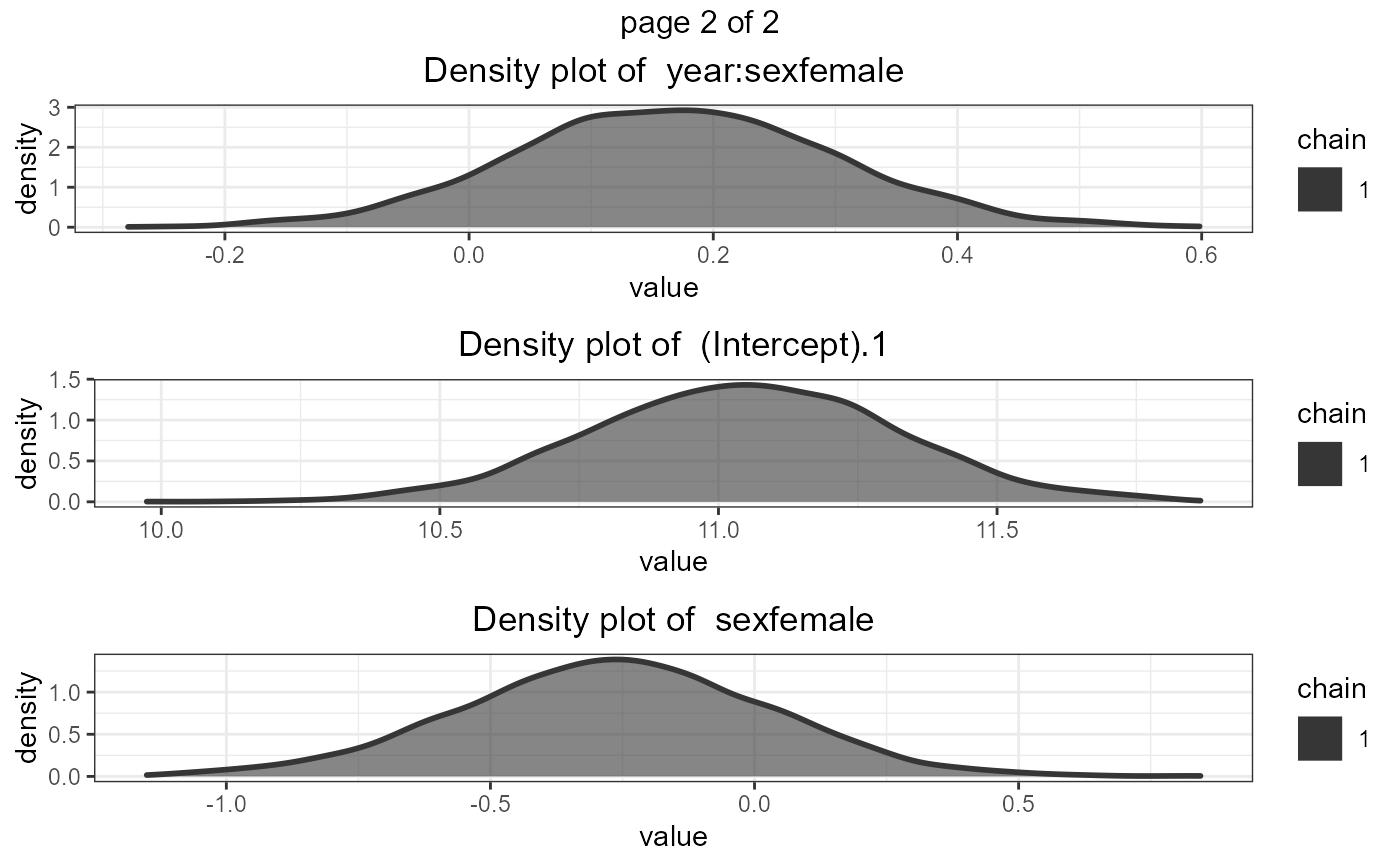 page 2 of 2
Density plot of  year:sexfemale
density
3
2
1
0
-0.2 0.0 0.2 0.4 0.6
value
chain
1
Density plot of  (Intercept).1
density
1.5
1.0
0.5
0.0
10.0 10.5 11.0 11.5
value
chain
1
Density plot of  sexfemale
density
1.0
0.5
0.0
-1.0 -0.5 0.0 0.5
value
chain
1